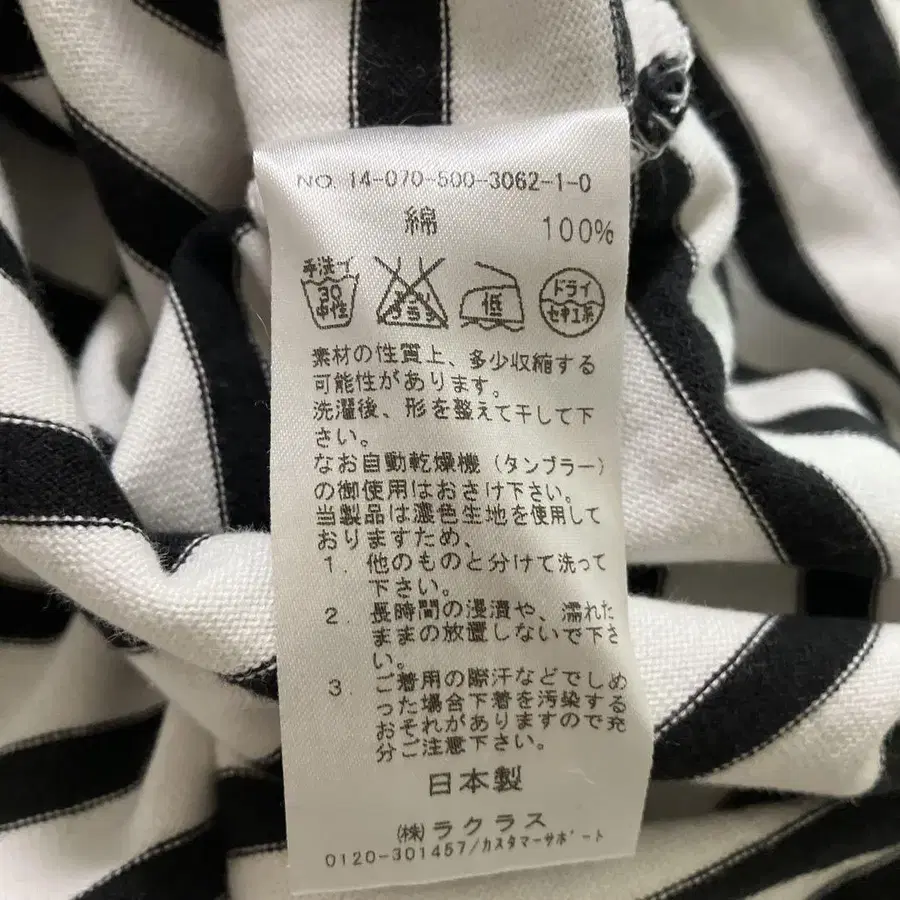 NO. 14-070-500-3062-1-0
綿 100%
手洗イ
30
中性
エンソ
サラシ
低
ドライ
セキユ系
素材の性質上、多少収縮する
可能性があります。
洗濯後、形を整えて干して下
さい。
なお自動乾燥機（タンブラー）
の御使用はおさけ下さい。
当製品は濃色生地を使用して
おりますため、
1．他のものと分けて洗って
下さい。
2．長時間の浸漬や、濡れた
ままの放置しないで下さ
い。
3．ご着用の際汗などでしめ
った場合下着を汚染する
おそれがありますので充
分ご注意下さい。
日本製
（株）ラクラス
0120-301457/カスタマーサポート